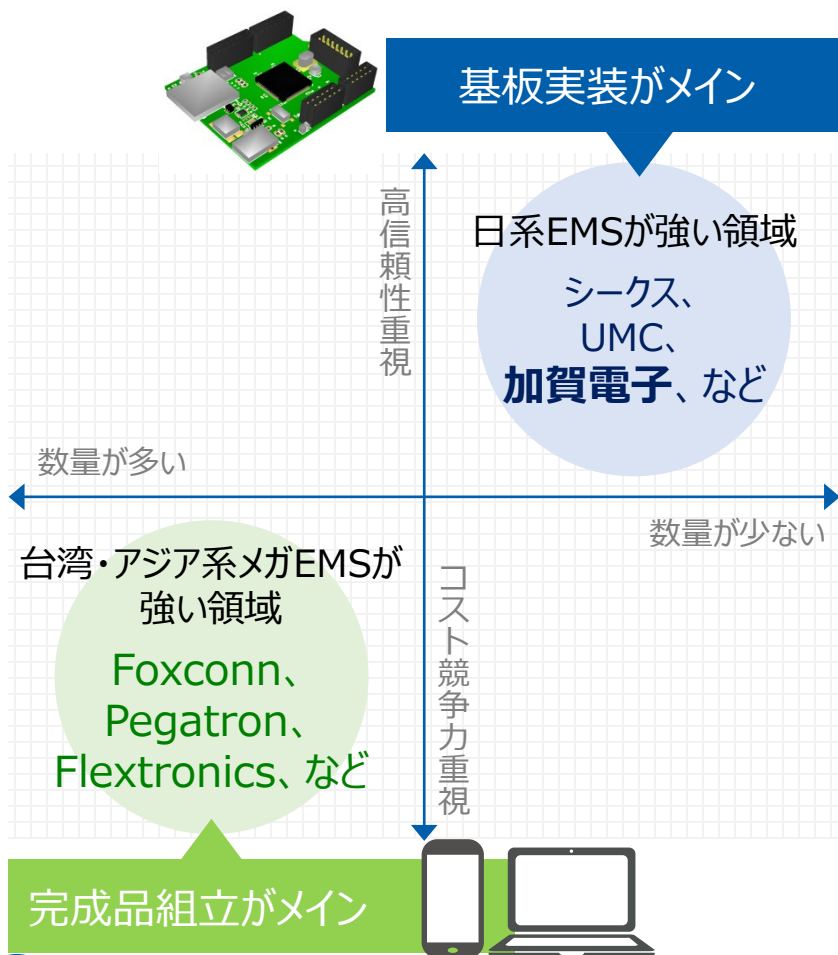 基板実装がメイン
高信頼性重視
日系EMSが強い領域
シークス、
UMC、
加賀電子、など
数量が多い
数量が少ない
台湾・アジア系メガEMSが
強い領域
Foxconn、
Pegatron、
Flextronics、など
コスト競争力重視
完成品組立がメイン